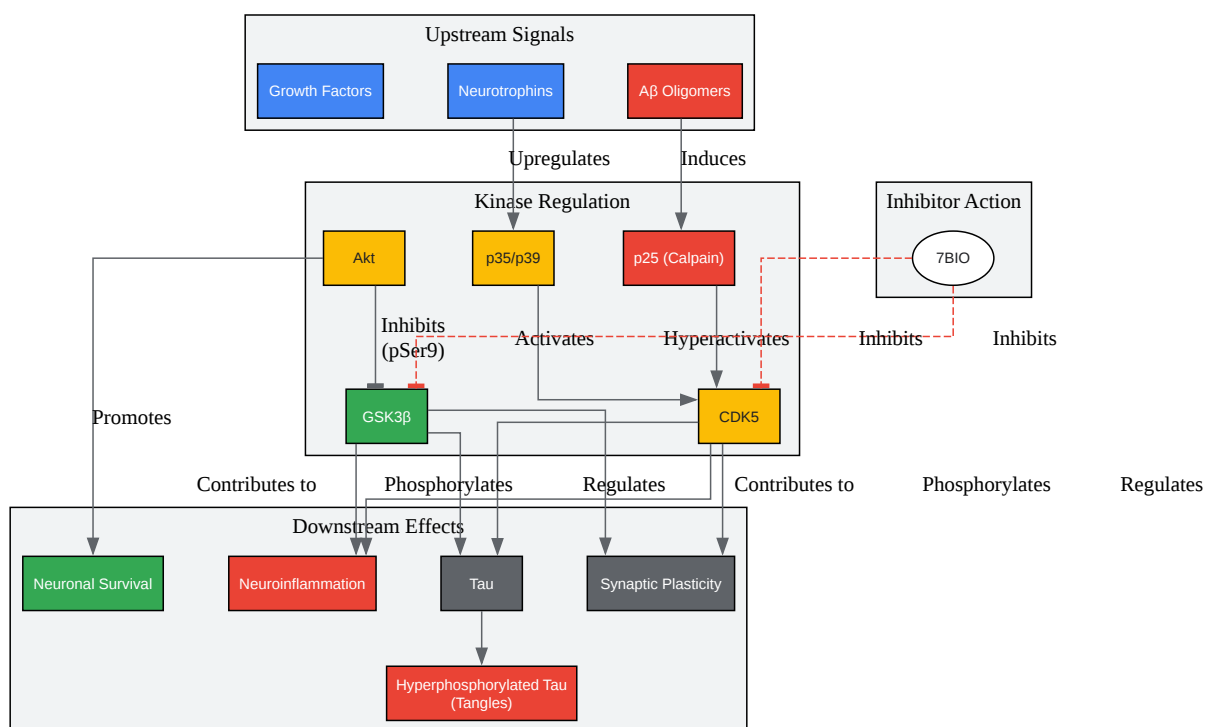 Upstream Signals
Growth Factors
Neurotrophins
Aβ Oligomers
Upregulates
Induces
Kinase Regulation
Inhibitor Action
Akt
p35/p39
p25 (Calpain)
7BIO
Inhibits
(pSer9)
Activates
Hyperactivates
Inhibits
Inhibits
GSK3β
CDK5
Promotes
Contributes to
Phosphorylates
Regulates
Contributes to
Phosphorylates
Regulates
Downstream Effects
Neuronal Survival
Neuroinflammation
Tau
Synaptic Plasticity
Hyperphosphorylated Tau
(Tangles)